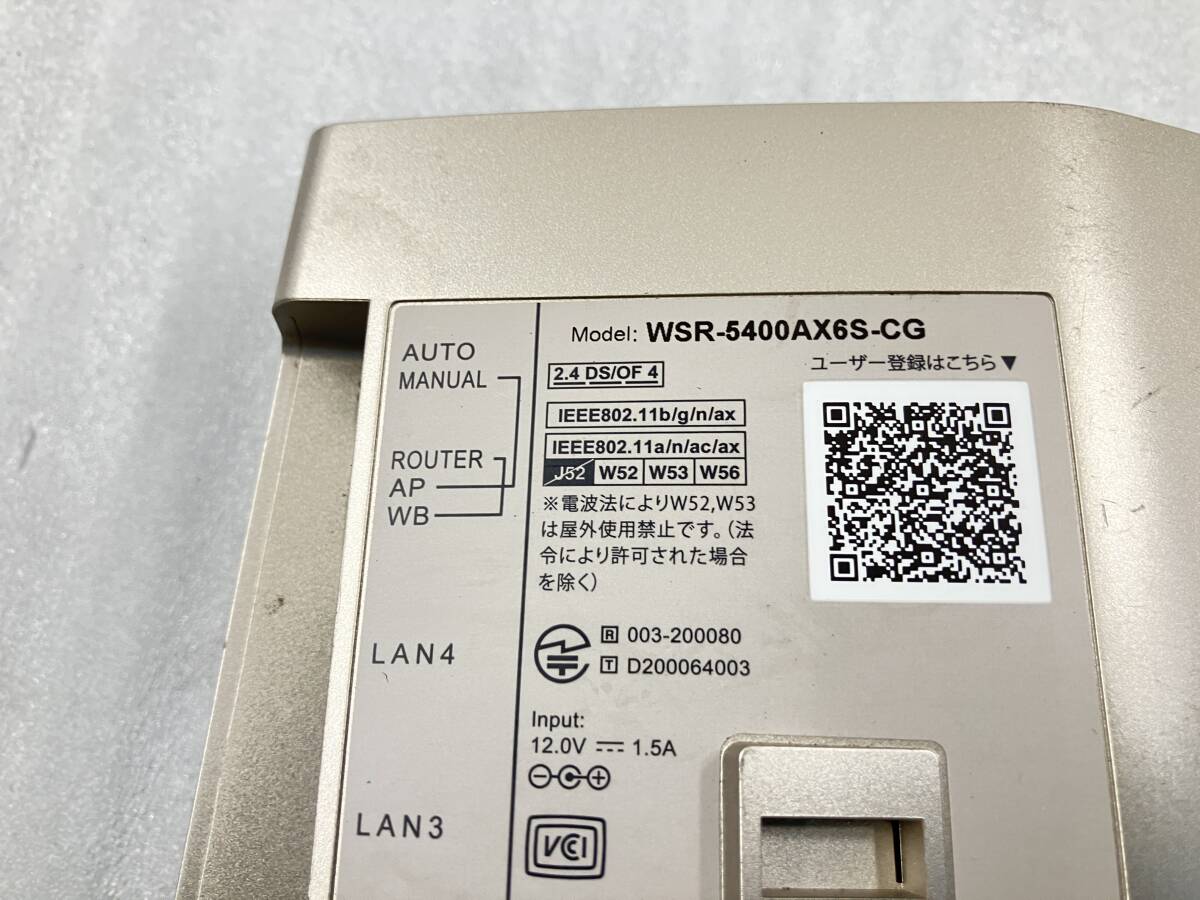 AUTO
MANUAL
ROUTER
AP
WB
LAN4
LAN3
Model: WSR-5400AX6S-CG
ユーザー登録はこちら▼
2.4 DS/OF 4
IEEE802.11b/g/n/ax
IEEE802.11a/n/ac/ax
J52 W52 W53 W56
※電波法によりW52,W53
は屋外使用禁止です。(法
令により許可された場合
を除く)
R 003-200080
T D200064003
Input:
12.0V ⎓ 1.5A
VCI